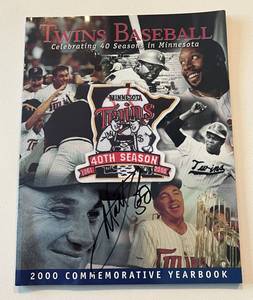 TWINS BASEBALL
Celebrating 40 Seasons in Minnesota
MINNESOTA
Twins
40TH SEASON
1961 2000
Twins
2000 COMMEMORATIVE YEARBOOK